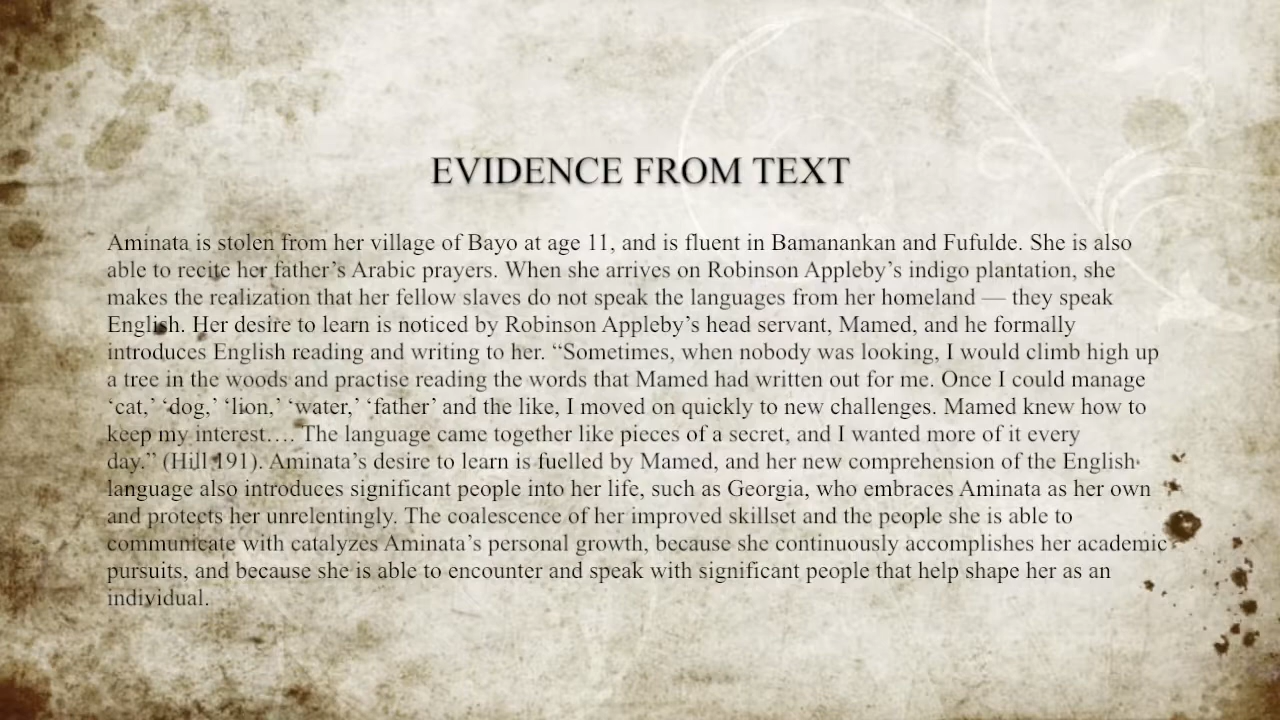 EVIDENCE FROM TEXT
Aminata is stolen from her village of Bayo at age 11, and is fluent in Bamanankan and Fufulde. She is also
able to recite her father’s Arabic prayers. When she arrives on Robinson Appleby’s indigo plantation, she
makes the realization that her fellow slaves do not speak the languages from her homeland — they speak
English. Her desire to learn is noticed by Robinson Appleby’s head servant, Mamed, and he formally
introduces English reading and writing to her. “Sometimes, when nobody was looking, I would climb high up
a tree in the woods and practise reading the words that Mamed had written out for me. Once I could manage
‘cat,’ ‘dog,’ ‘lion,’ ‘water,’ ‘father’ and the like, I moved on quickly to new challenges. Mamed knew how to
keep my interest…. The language came together like pieces of a secret, and I wanted more of it every
day.” (Hill 191). Aminata’s desire to learn is fuelled by Mamed, and her new comprehension of the English
language also introduces significant people into her life, such as Georgia, who embraces Aminata as her own
and protects her unrelentingly. The coalescence of her improved skillset and the people she is able to
communicate with catalyzes Aminata’s personal growth, because she continuously accomplishes her academic
pursuits, and because she is able to encounter and speak with significant people that help shape her as an
individual.